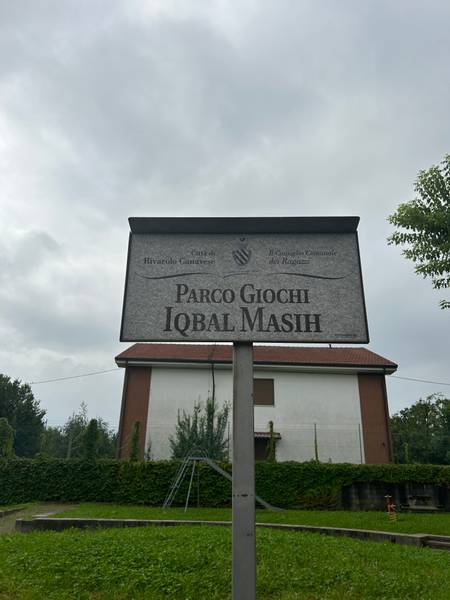 Città di
Rivarolo Canavese
Il Consiglio Comunale
dei Ragazzi
PARCO GIOCHI
IQBAL MASIH